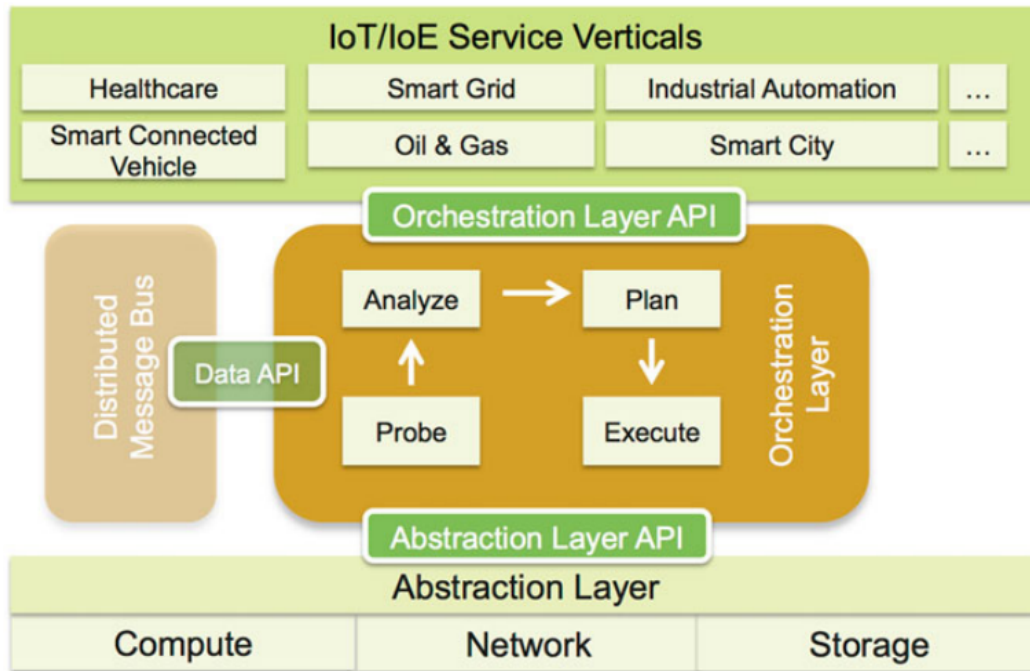 IoT/IoE Service Verticals
Healthcare
Smart Grid
Industrial Automation
...
Smart Connected
Vehicle
Oil & Gas
Smart City
...
Orchestration Layer API
Distributed
Message Bus
Data API
Analyze
Plan
Probe
Execute
Orchestration
Layer
Abstraction Layer API
Abstraction Layer
Compute
Network
Storage